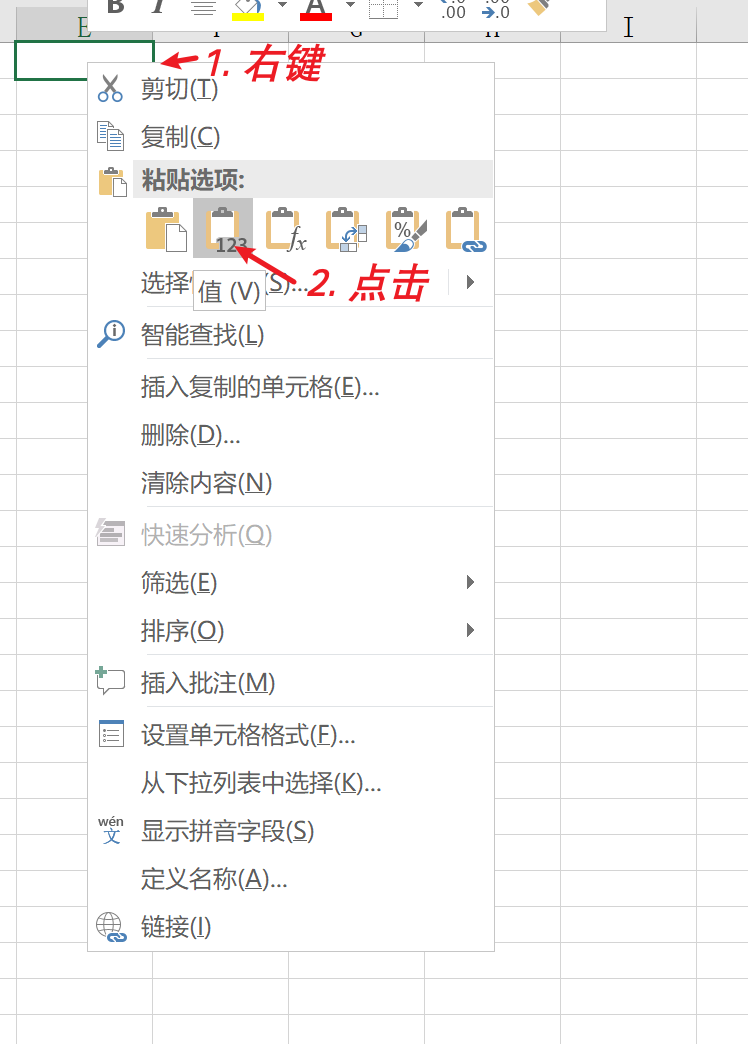 B I A .00 .00 .0
E I
1. 右键
剪切(T)
复制(C)
粘贴选项:
123 fx %
选择 (S)...
2. 点击
值 (V)
智能查找(L)
插入复制的单元格(E)...
删除(D)...
清除内容(N)
快速分析(Q)
筛选(E)
排序(O)
插入批注(M)
设置单元格格式(F)...
从下拉列表中选择(K)...
wén
文
显示拼音字段(S)
定义名称(A)...
链接(I)